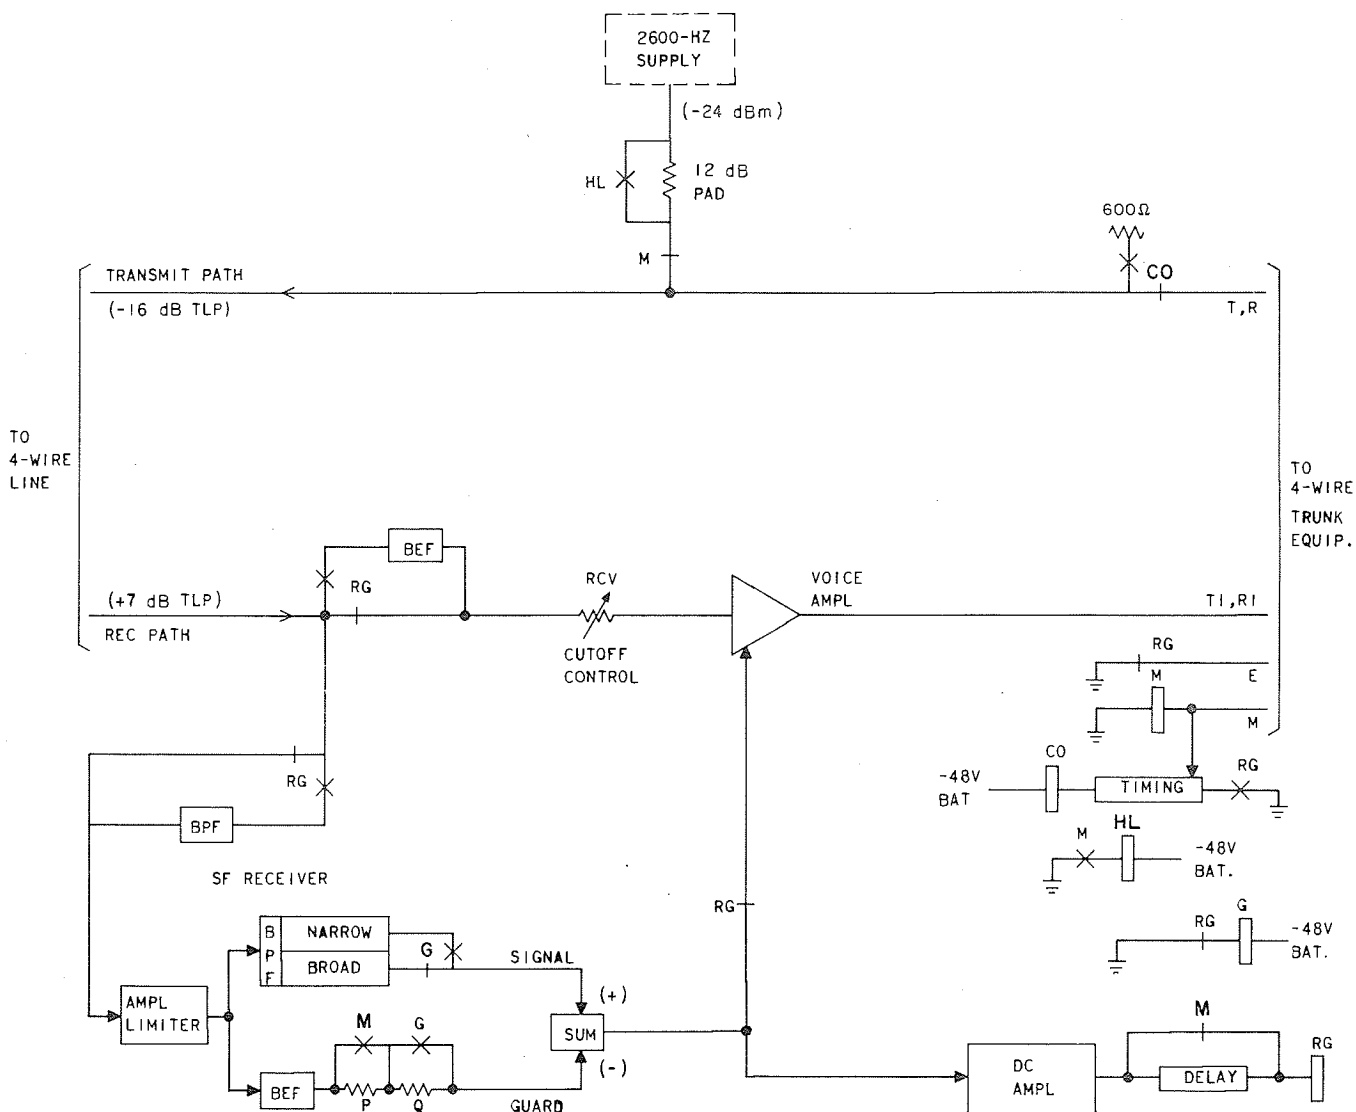 2600-HZ
SUPPLY
(-24 dBm)
HL
12 dB
PAD
M
600Ω
CO
TRANSMIT PATH
(-16 dB TLP)
T,R
TO
4-WIRE
LINE
TO
4-WIRE
TRUNK
EQUIP.
BEF
RG
RCV
CUTOFF
CONTROL
VOICE
AMPL
(+7 dB TLP)
REC PATH
T1,R1
RG
E
M
M
CO
-48V
BAT
TIMING
RG
M
HL
-48V
BAT.
RG
G
-48V
BAT.
RG
BPF
SF RECEIVER
RG
B
P
F
NARROW
BROAD
G
SIGNAL
(+)
AMPL
LIMITER
SUM
(-)
M
G
BEF
P
Q
GUARD
DC
AMPL
M
DELAY
RG